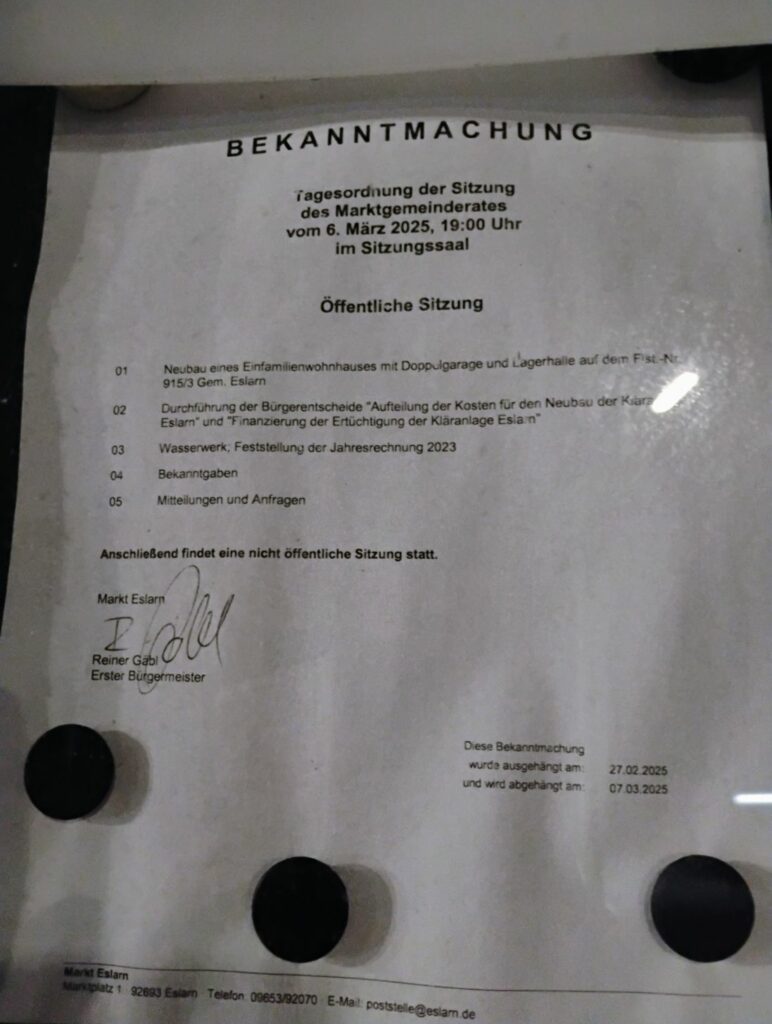 BEKANNTMACHUNG
Tagesordnung der Sitzung
des Marktgemeinderates
vom 6. März 2025, 19:00 Uhr
im Sitzungssaal
Öffentliche Sitzung
01 Neubau eines Einfamilienwohnhauses mit Doppelgarage und Lagerhalle auf dem Flst.-Nr.
915/3 Gem. Eslarn
02 Durchführung der Bürgerentscheide "Aufteilung der Kosten für den Neubau der
Eslarn" und "Finanzierung der Ertüchtigung der Kläranlage Eslarn"
03 Wasserwerk; Feststellung der Jahresrechnung 2023
04 Bekanntgaben
05 Mitteilungen und Anfragen
Anschließend findet eine nicht öffentliche Sitzung statt.
Markt Eslarn
Reiner Gäbl
Erster Bürgermeister
Diese Bekanntmachung
wurde ausgehängt am: 27.02.2025
und wird abgehängt am: 07.03.2025
Markt Eslarn
Marktplatz 1 · 92693 Eslarn · Telefon: 09653/92070 · E-Mail: poststelle@eslarn.de